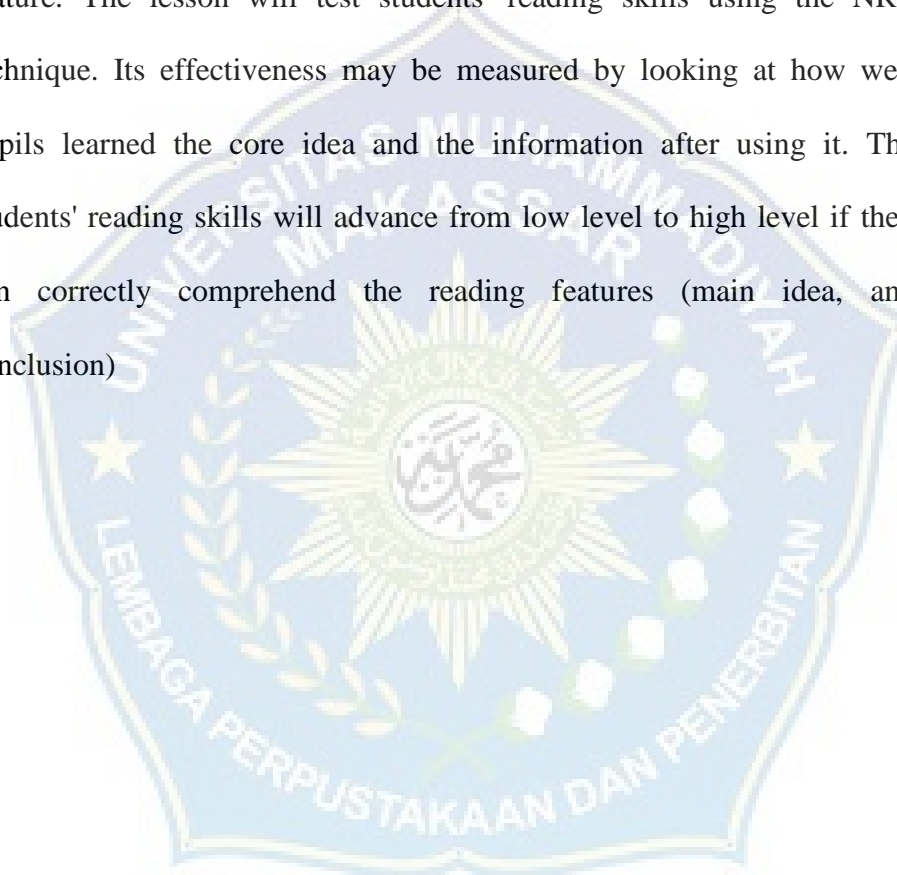 ature. The lesson will test students' reading skills using the NR
chnique. Its effectiveness may be measured by looking at how we
pils learned the core idea and the information after using it. Th
udents' reading skills will advance from low level to high level if the
n correctly comprehend the reading features (main idea, an
nclusion)
UNIVERSITAS MUHAMMADIYAH
MAKASSAR
LEMBAGA PERPUSTAKAAN DAN PENERBITAN